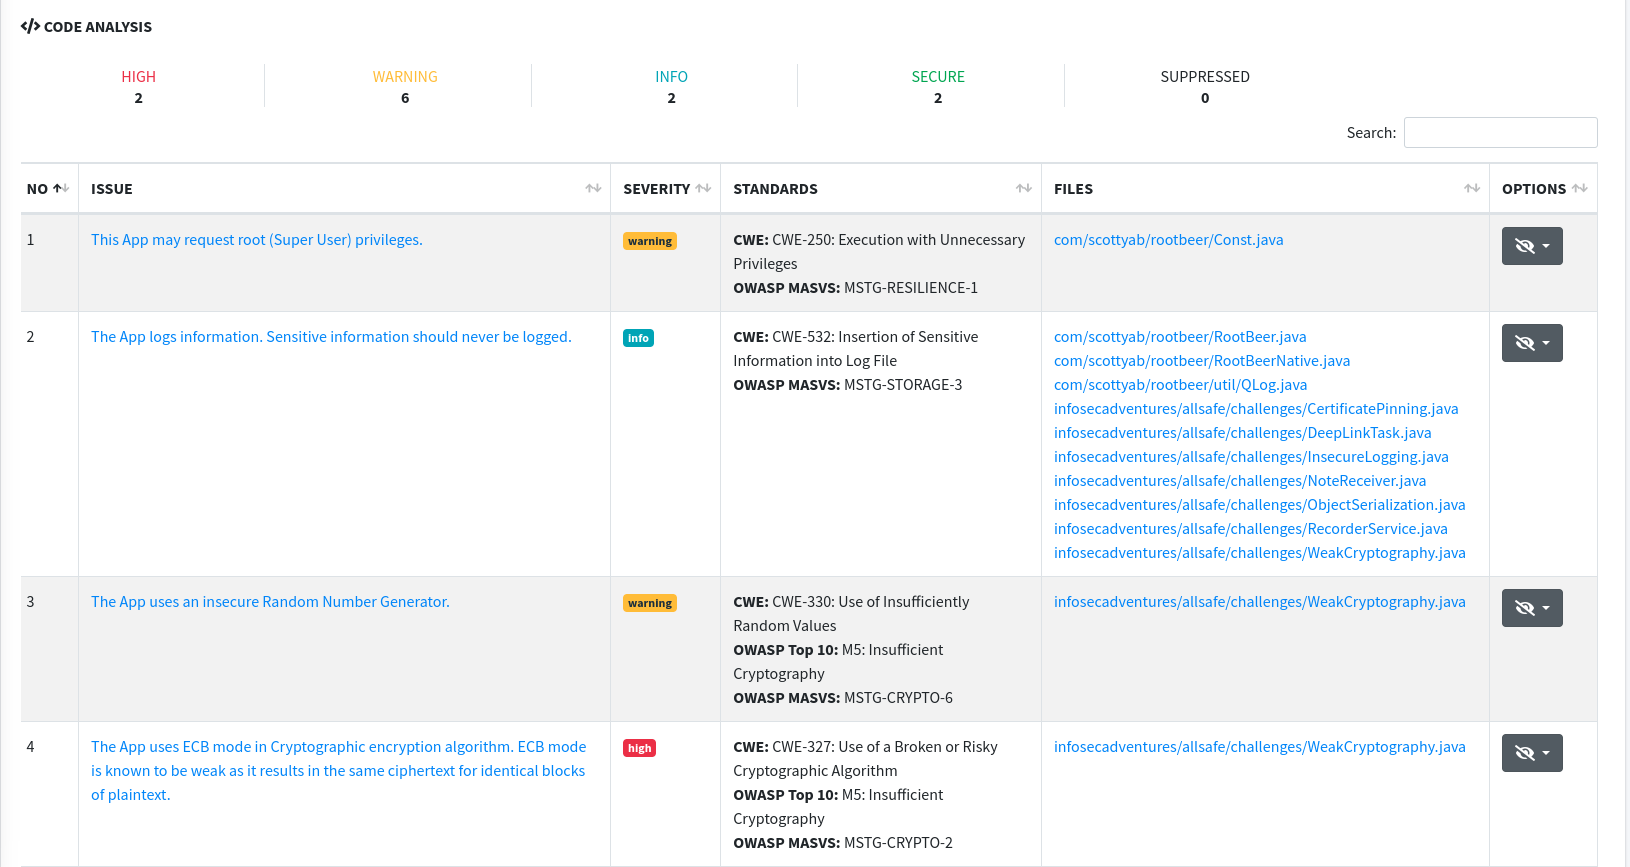 </> CODE ANALYSIS
HIGH WARNING INFO SECURE SUPPRESSED
2 6 2 2 0
Search:
NO ISSUE SEVERITY STANDARDS FILES OPTIONS
1 This App may request root (Super User) privileges. warning CWE: CWE-250: Execution with Unnecessary com/scottyab/rootbeer/Const.java
Privileges
OWASP MASVS: MSTG-RESILIENCE-1
2 The App logs information. Sensitive information should never be logged. info CWE: CWE-532: Insertion of Sensitive com/scottyab/rootbeer/RootBeer.java
Information into Log File com/scottyab/rootbeer/RootBeerNative.java
OWASP MASVS: MSTG-STORAGE-3 com/scottyab/rootbeer/util/QLog.java
infosecadventures/allsafe/challenges/CertificatePinning.java
infosecadventures/allsafe/challenges/DeepLinkTask.java
infosecadventures/allsafe/challenges/InsecureLogging.java
infosecadventures/allsafe/challenges/NoteReceiver.java
infosecadventures/allsafe/challenges/ObjectSerialization.java
infosecadventures/allsafe/challenges/RecorderService.java
infosecadventures/allsafe/challenges/WeakCryptography.java
3 The App uses an insecure Random Number Generator. warning CWE: CWE-330: Use of Insufficiently infosecadventures/allsafe/challenges/WeakCryptography.java
Random Values
OWASP Top 10: M5: Insufficient
Cryptography
OWASP MASVS: MSTG-CRYPTO-6
4 The App uses ECB mode in Cryptographic encryption algorithm. ECB mode high CWE: CWE-327: Use of a Broken or Risky infosecadventures/allsafe/challenges/WeakCryptography.java
is known to be weak as it results in the same ciphertext for identical blocks Cryptographic Algorithm
of plaintext. OWASP Top 10: M5: Insufficient
Cryptography
OWASP MASVS: MSTG-CRYPTO-2